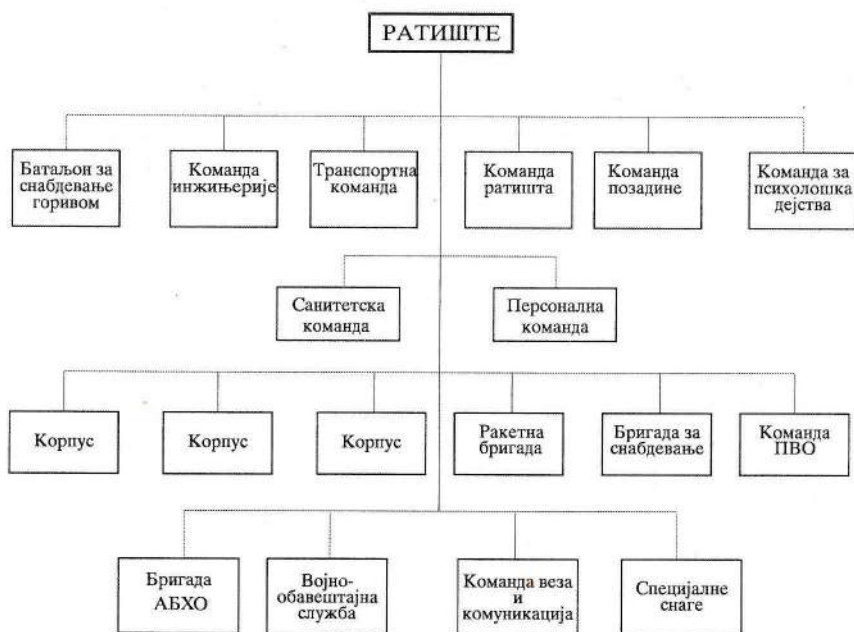 РАТИШТЕ
Батаљон за
снабдевање
горивом
Команда
инжињерије
Транспортна
команда
Команда
ратишта
Команда
позадине
Команда за
психолошка
дејства
Санитетска
команда
Персонална
команда
Корпус
Корпус
Корпус
Ракетна
бригада
Бригада за
снабдевање
Команда
ПВО
Бригада
АБХО
Војно-
обавештајна
служба
Команда веза
и
комуникација
Специјалне
снаге